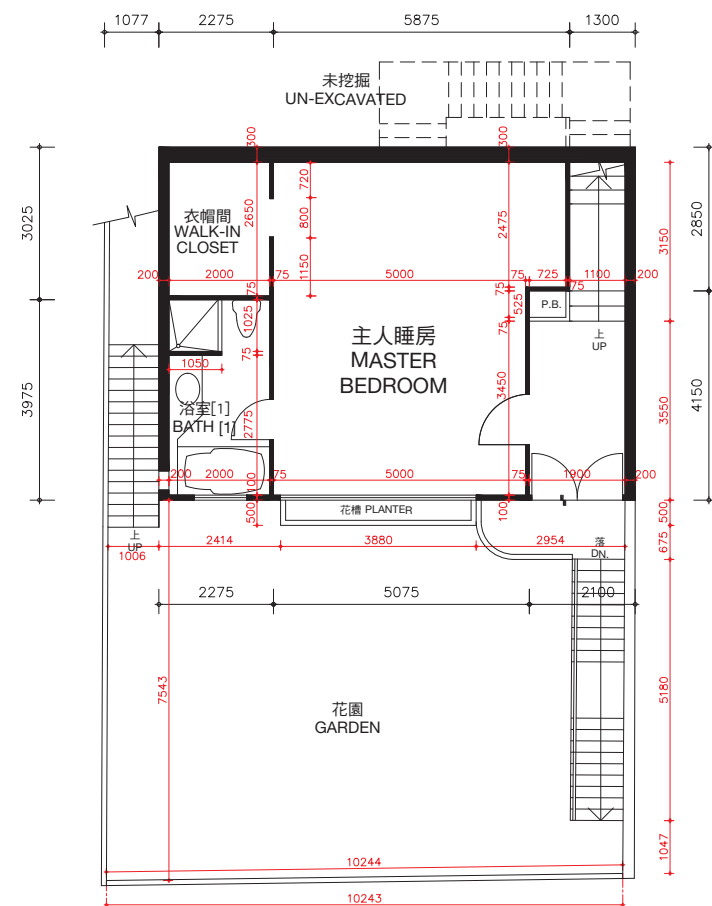 1077 2275 5875 1300
未挖掘
UN-EXCAVATED
300 300
3025
720
2650
800
2475
2850
3150
衣帽間
WALK-IN
CLOSET
1150
200 2000 75 5000 75 725 1100 200
75
75
75
525
P.B.
1025
75
上
UP
主人睡房
MASTER
BEDROOM
75
1050
3975
3450
3550
4150
浴室[1]
BATH [1]
2775
200 2000 75 5000 75 1900 200
100
500
花槽 PLANTER
100
500
675
上
UP
1006
2414 3880 2954
落
DN.
2275 5075 2100
7543
5180
花園
GARDEN
1047
10244
10243